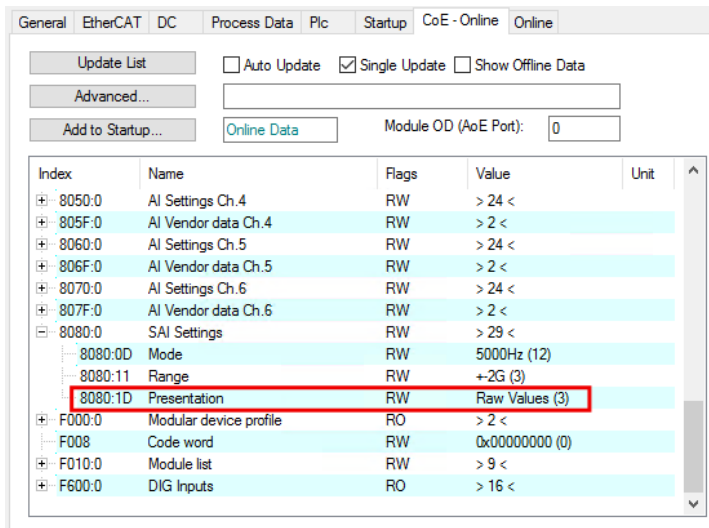 General EtherCAT DC Process Data Plc Startup CoE - Online Online
Update List Auto Update Single Update Show Offline Data
Advanced...
Add to Startup... Online Data Module OD (AoE Port): 0
Index Name Flags Value Unit
8050:0 AI Settings Ch.4 RW > 24 <
805F:0 AI Vendor data Ch.4 RW > 2 <
8060:0 AI Settings Ch.5 RW > 24 <
806F:0 AI Vendor data Ch.5 RW > 2 <
8070:0 AI Settings Ch.6 RW > 24 <
807F:0 AI Vendor data Ch.6 RW > 2 <
8080:0 SAI Settings RW > 29 <
8080:0D Mode RW 5000Hz (12)
8080:11 Range RW +-2G (3)
8080:1D Presentation RW Raw Values (3)
F000:0 Modular device profile RO > 2 <
F008 Code word RW 0x00000000 (0)
F010:0 Module list RW > 9 <
F600:0 DIG Inputs RO > 16 <